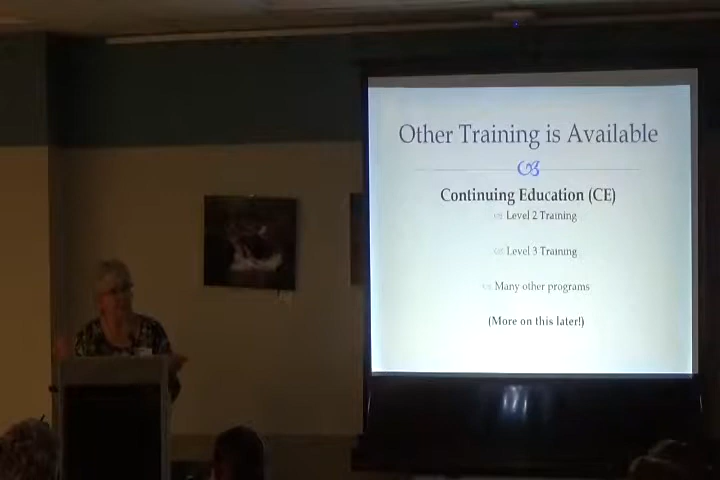 Other Training is Available
Continuing Education (CE)
Level 2 Training
Level 3 Training
Many other programs
(More on this later!)